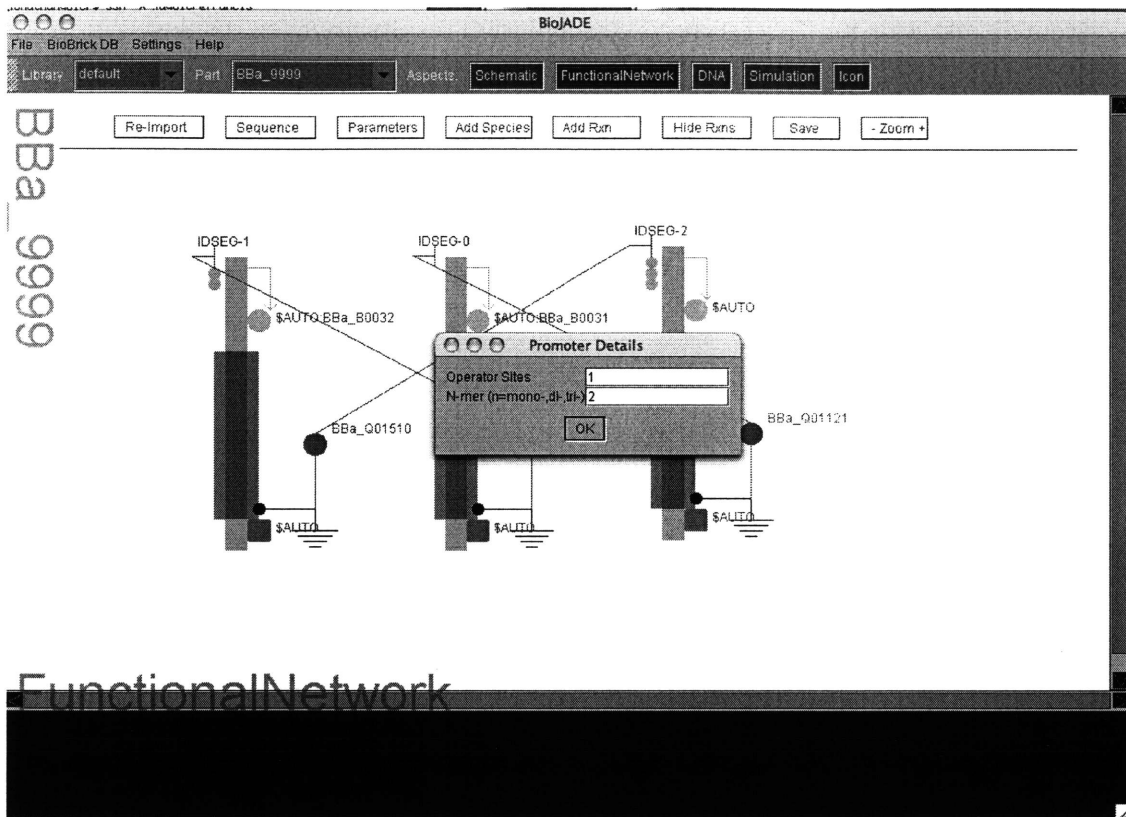 BioJADE
File BioBrick DB Settings Help
Library default Part BBa_9999 Aspects: Schematic FunctionalNetwork DNA Simulation Icon
BBa_9999
Re-Import Sequence Parameters Add Species Add Rxn Hide Rxns Save - Zoom +
IDSEG-1 IDSEG-0 IDSEG-2
$AUTO BBa_B0032 $AUTO BBa_B0031 $AUTO
Promoter Details
Operator Sites 1
N-mer (n=mono-,di-,tri-) 2
OK
BBa_Q01510 BBa_Q01121
$AUTO $AUTO $AUTO
FunctionalNetwork